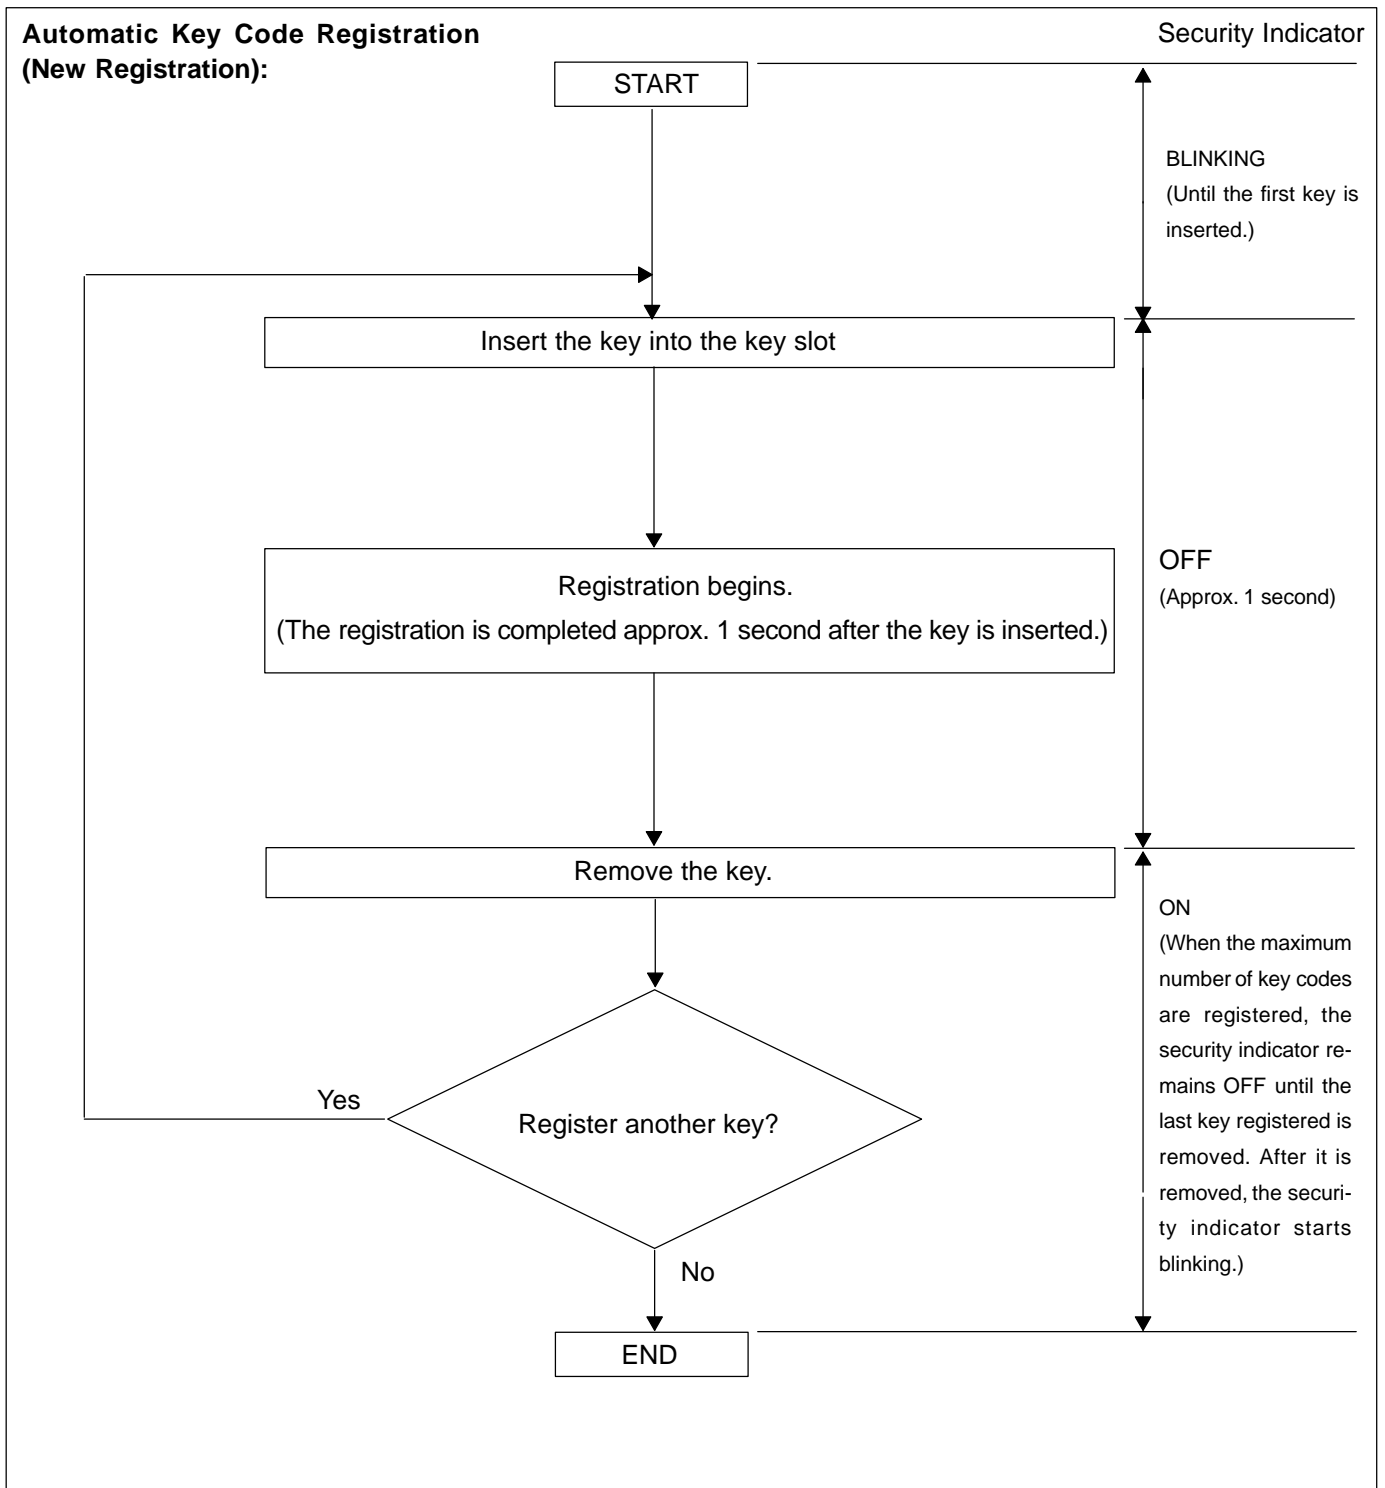 Automatic Key Code Registration
(New Registration):
Security Indicator
START
BLINKING
(Until the first key is
inserted.)
Insert the key into the key slot
Registration begins.
(The registration is completed approx. 1 second after the key is inserted.)
OFF
(Approx. 1 second)
Remove the key.
ON
(When the maximum
number of key codes
are registered, the
security indicator re-
mains OFF until the
last key registered is
removed. After it is
removed, the securi-
ty indicator starts
blinking.)
Yes
Register another key?
No
END